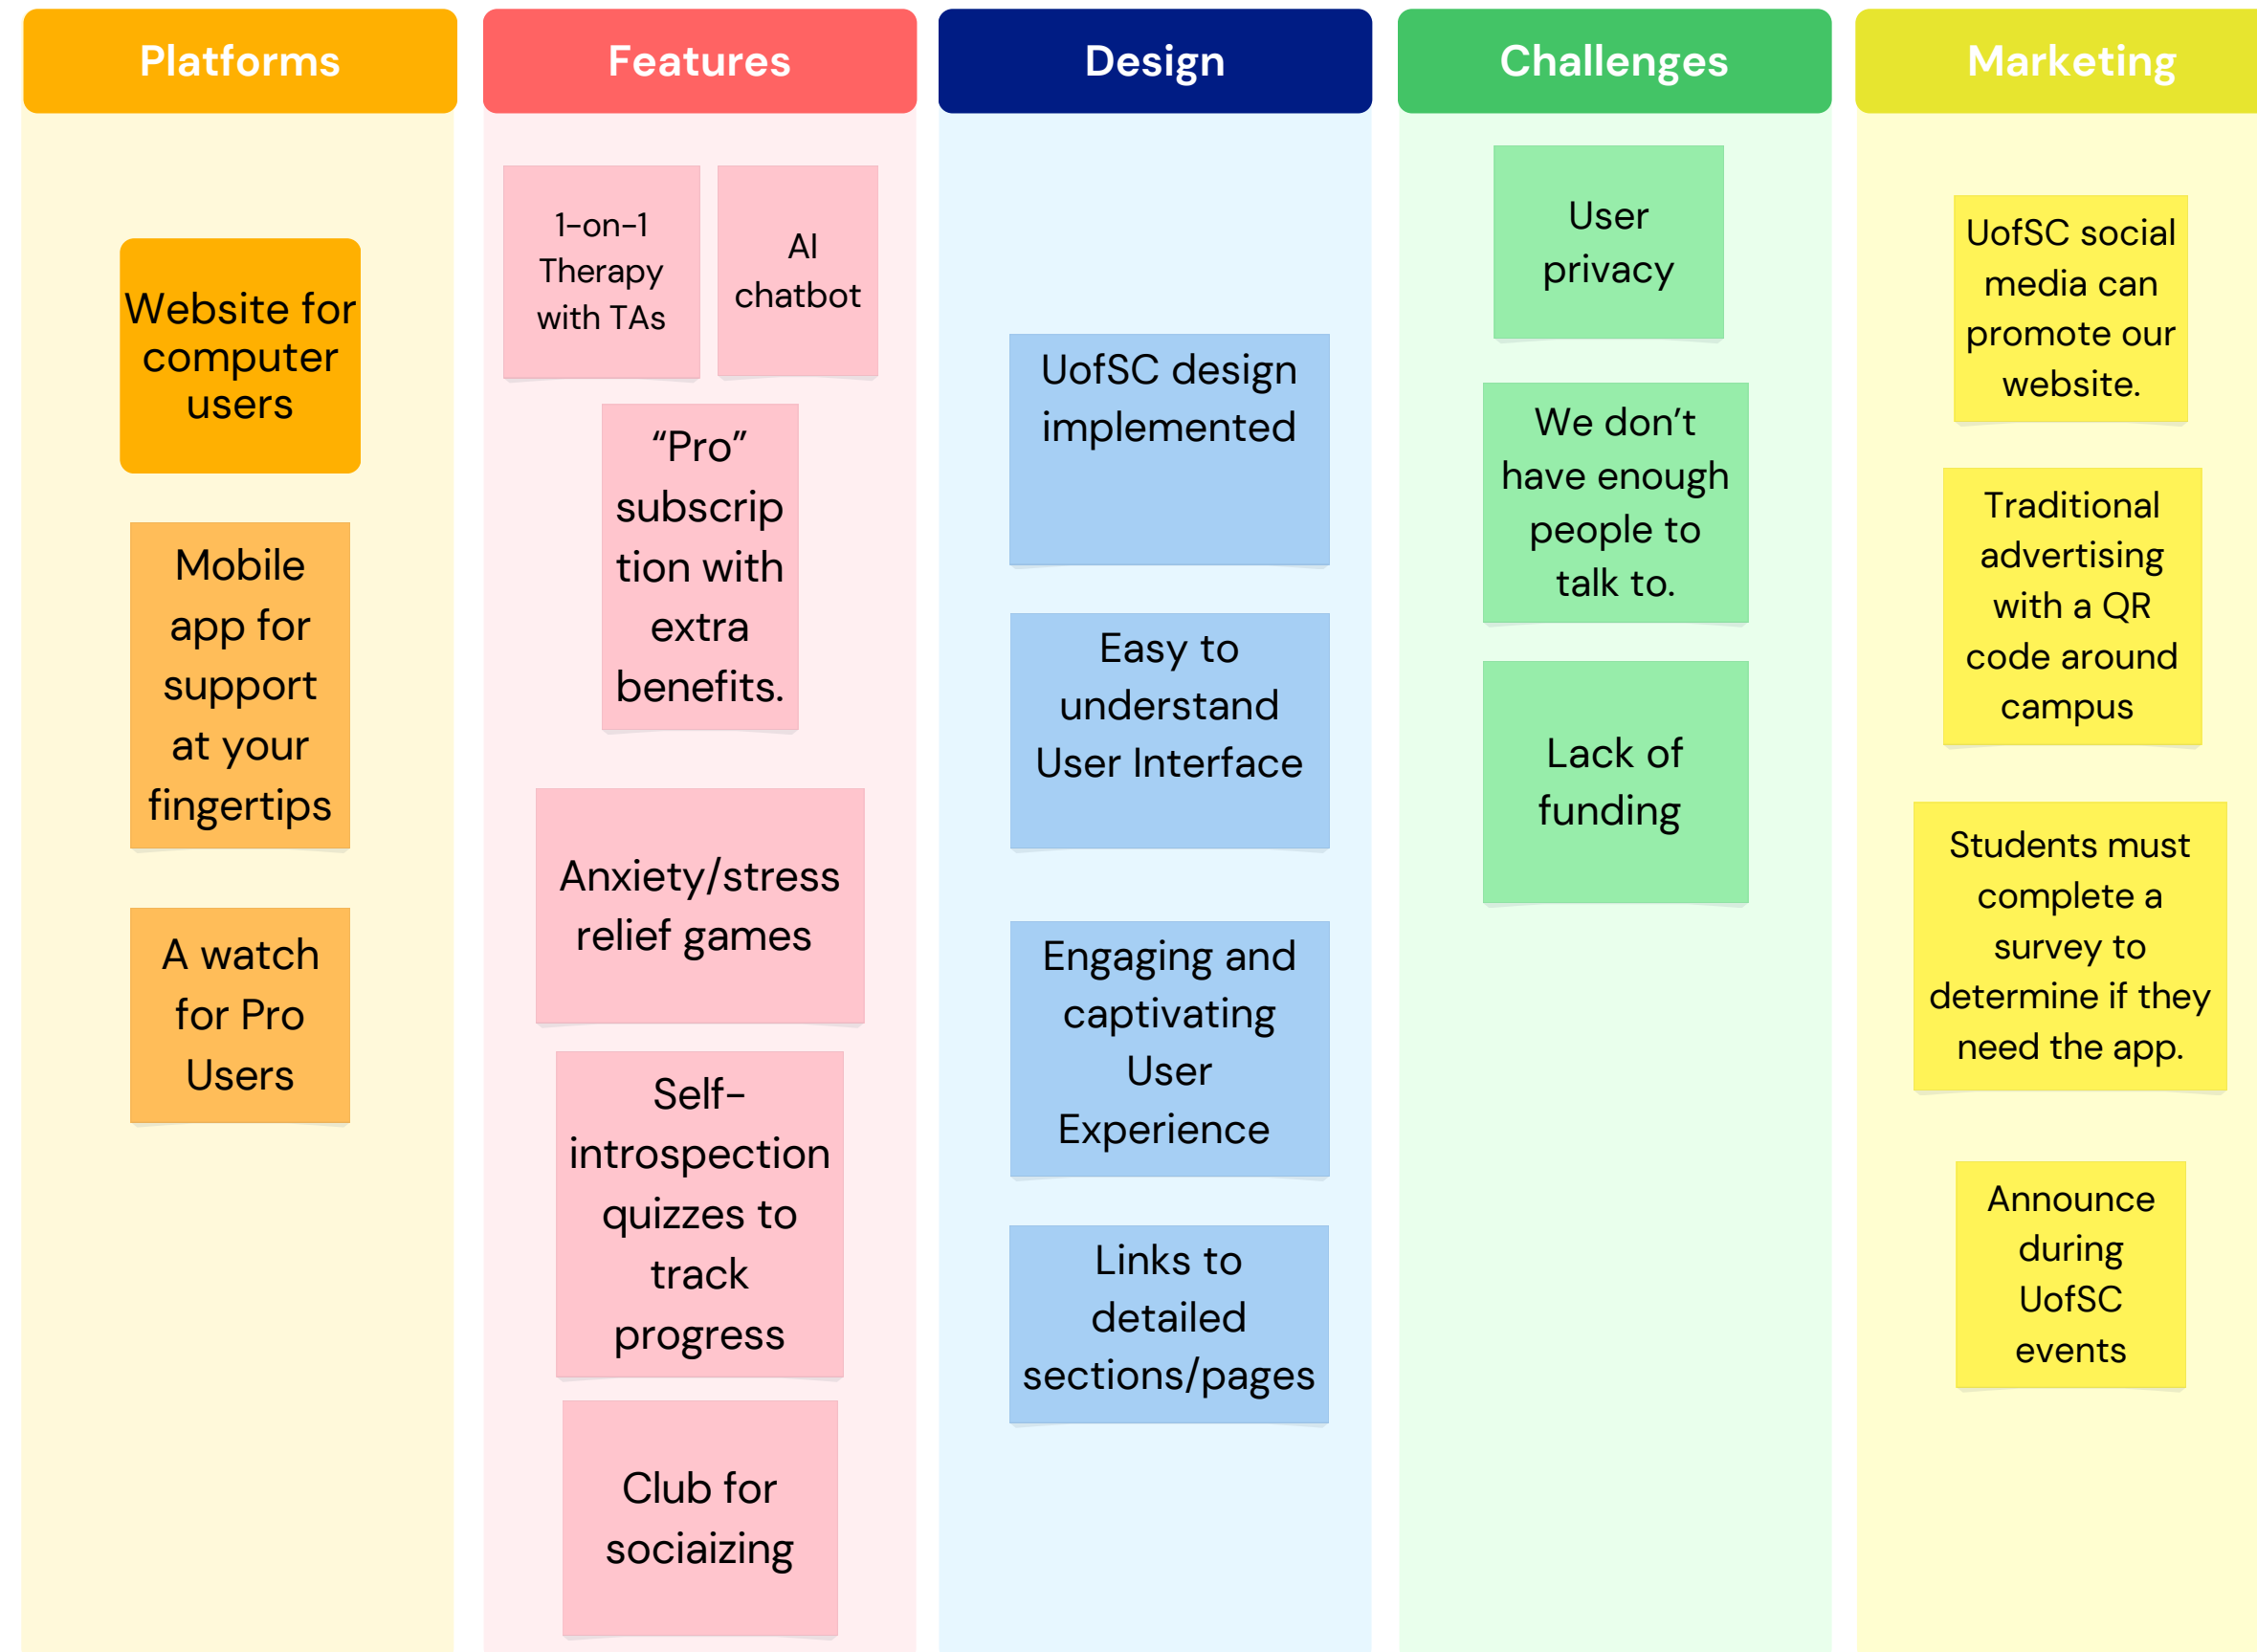 Platforms
Website for
computer
users
Mobile
app for
support
at your
fingertips
A watch
for Pro
Users
Features
1-on-1
Therapy
with TAs
AI
chatbot
“Pro”
subscrip
tion with
extra
benefits.
Anxiety/stress
relief games
Self-
introspection
quizzes to
track
progress
Club for
sociaizing
Design
UofSC design
implemented
Easy to
understand
User Interface
Engaging and
captivating
User
Experience
Links to
detailed
sections/pages
Challenges
User
privacy
We don’t
have enough
people to
talk to.
Lack of
funding
Marketing
UofSC social
media can
promote our
website.
Traditional
advertising
with a QR
code around
campus
Students must
complete a
survey to
determine if they
need the app.
Announce
during
UofSC
events